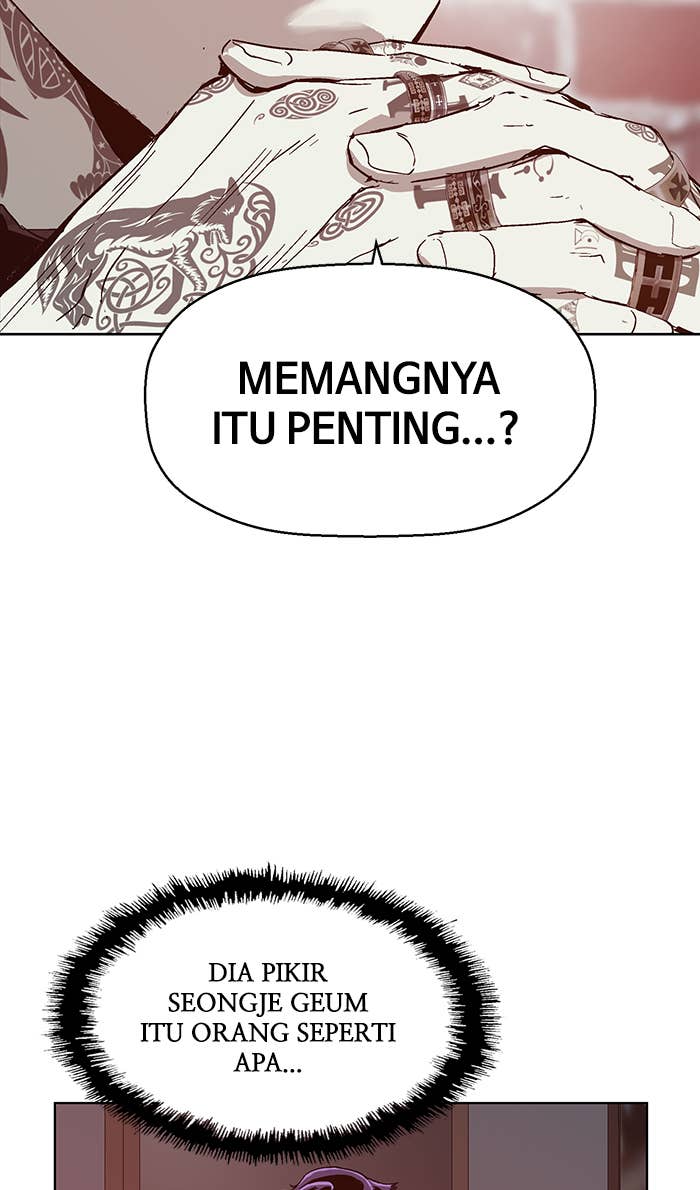 MEMANGNYA
ITU PENTING...?
DIA PIKIR
SEONGJE GEUM
ITU ORANG SEPERTI
APA...